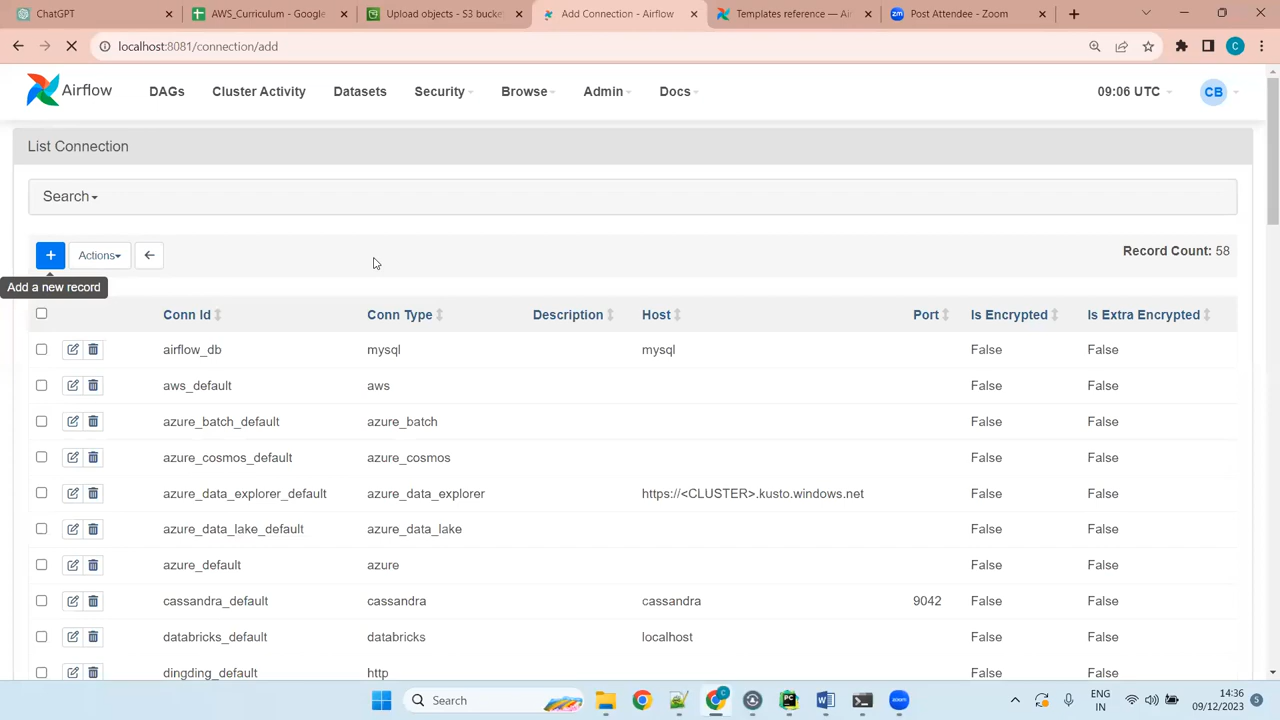 ChatGPT
AWS_Curriculum - Google
Upload objects - S3 bucke
Add Connection - Airflow
Templates reference — Ai
zm
Post Attendee - Zoom
localhost:8081/connection/add
C
Airflow
DAGs
Cluster Activity
Datasets
Security
Browse
Admin
Docs
09:06 UTC
CB
List Connection
Search
+
Actions
Record Count: 58
Add a new record
Conn Id
Conn Type
Description
Host
Port
Is Encrypted
Is Extra Encrypted
airflow_db mysql mysql False False
aws_default aws False False
azure_batch_default azure_batch False False
azure_cosmos_default azure_cosmos False False
azure_data_explorer_default azure_data_explorer https://<CLUSTER>.kusto.windows.net False False
azure_data_lake_default azure_data_lake False False
azure_default azure False False
cassandra_default cassandra cassandra 9042 False False
databricks_default databricks localhost False False
dingding_default http False False
Search
C
PC
W
zoom
ENG
IN
14:36
09/12/2023
5